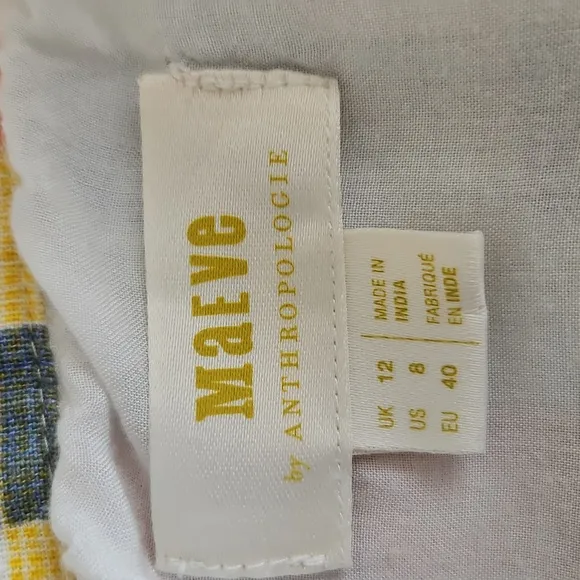 MaEVe
by ANTHROPOLOGIE
UK 12
US 8
EU 40
MADE IN
INDIA
FABRIQUÉ
EN INDE